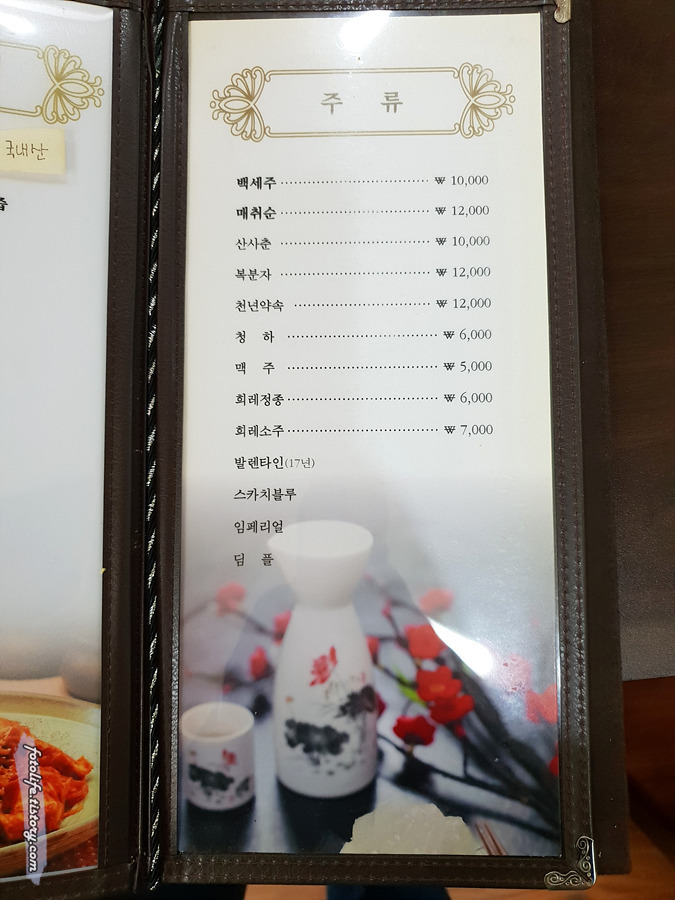 국내산
주 류
백세주 ₩ 10,000
매취순 ₩ 12,000
산사춘 ₩ 10,000
복분자 ₩ 12,000
천년약속 ₩ 12,000
청 하 ₩ 6,000
맥 주 ₩ 5,000
희레정종 ₩ 6,000
희레소주 ₩ 7,000
발렌타인(17년)
스카치블루
임페리얼
딤 플
fotolife.tistory.com